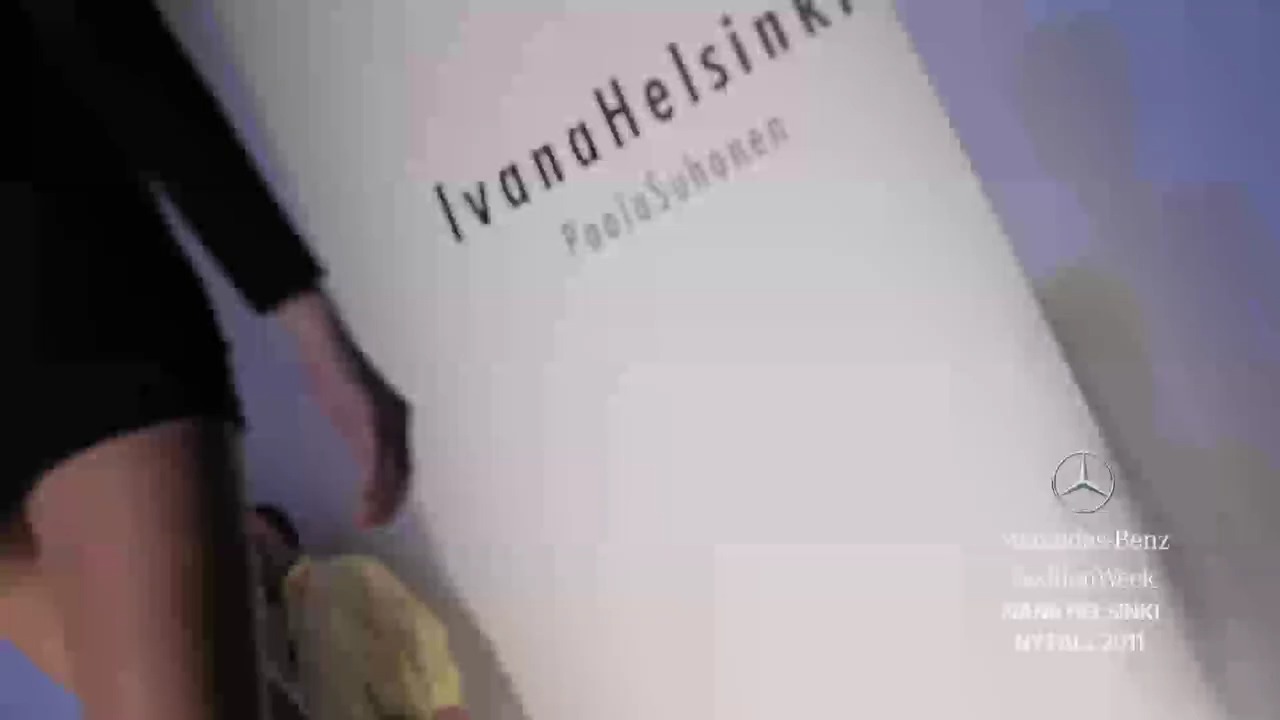 IvanaHelsinki
PaolaSuhonen
Mercedes-Benz
FashionWeek
IVANA HELSINKI
NY FALL 2011